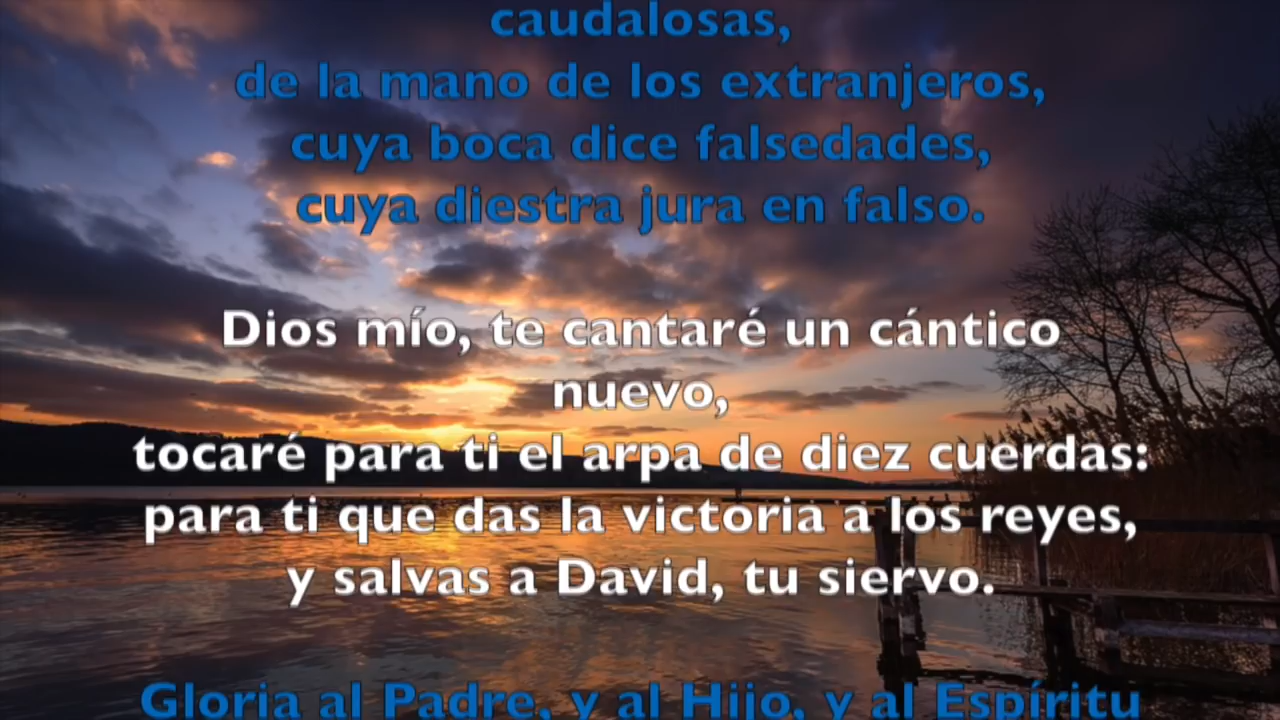 caudalosas,
de la mano de los extranjeros,
cuya boca dice falsedades,
cuya diestra jura en falso.
Dios mío, te cantaré un cántico
nuevo,
tocaré para ti el arpa de diez cuerdas:
para ti que das la victoria a los reyes,
y salvas a David, tu siervo.
Gloria al Padre, y al Hijo, y al Espíritu